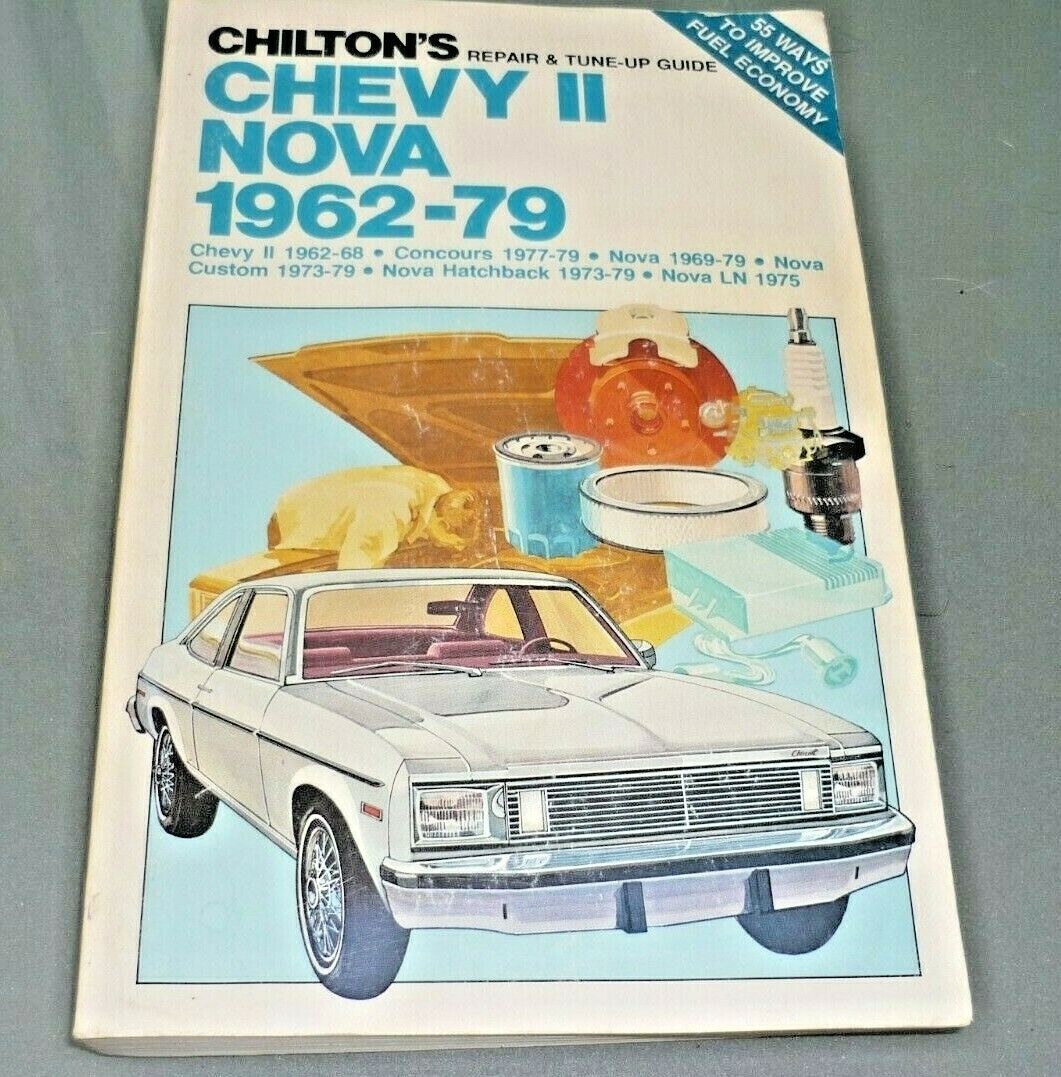 CHILTON'S REPAIR & TUNE-UP GUIDE
CHEVY II
NOVA
1962-79
Chevy II 1962-68 • Concours 1977-79 • Nova 1969-79 • Nova
Custom 1973-79 • Nova Hatchback 1973-79 • Nova LN 1975
55 WAYS
TO IMPROVE
FUEL ECONOMY